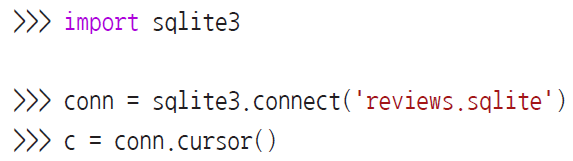 >>> import sqlite3
>>> conn = sqlite3.connect('reviews.sqlite')
>>> c = conn.cursor()